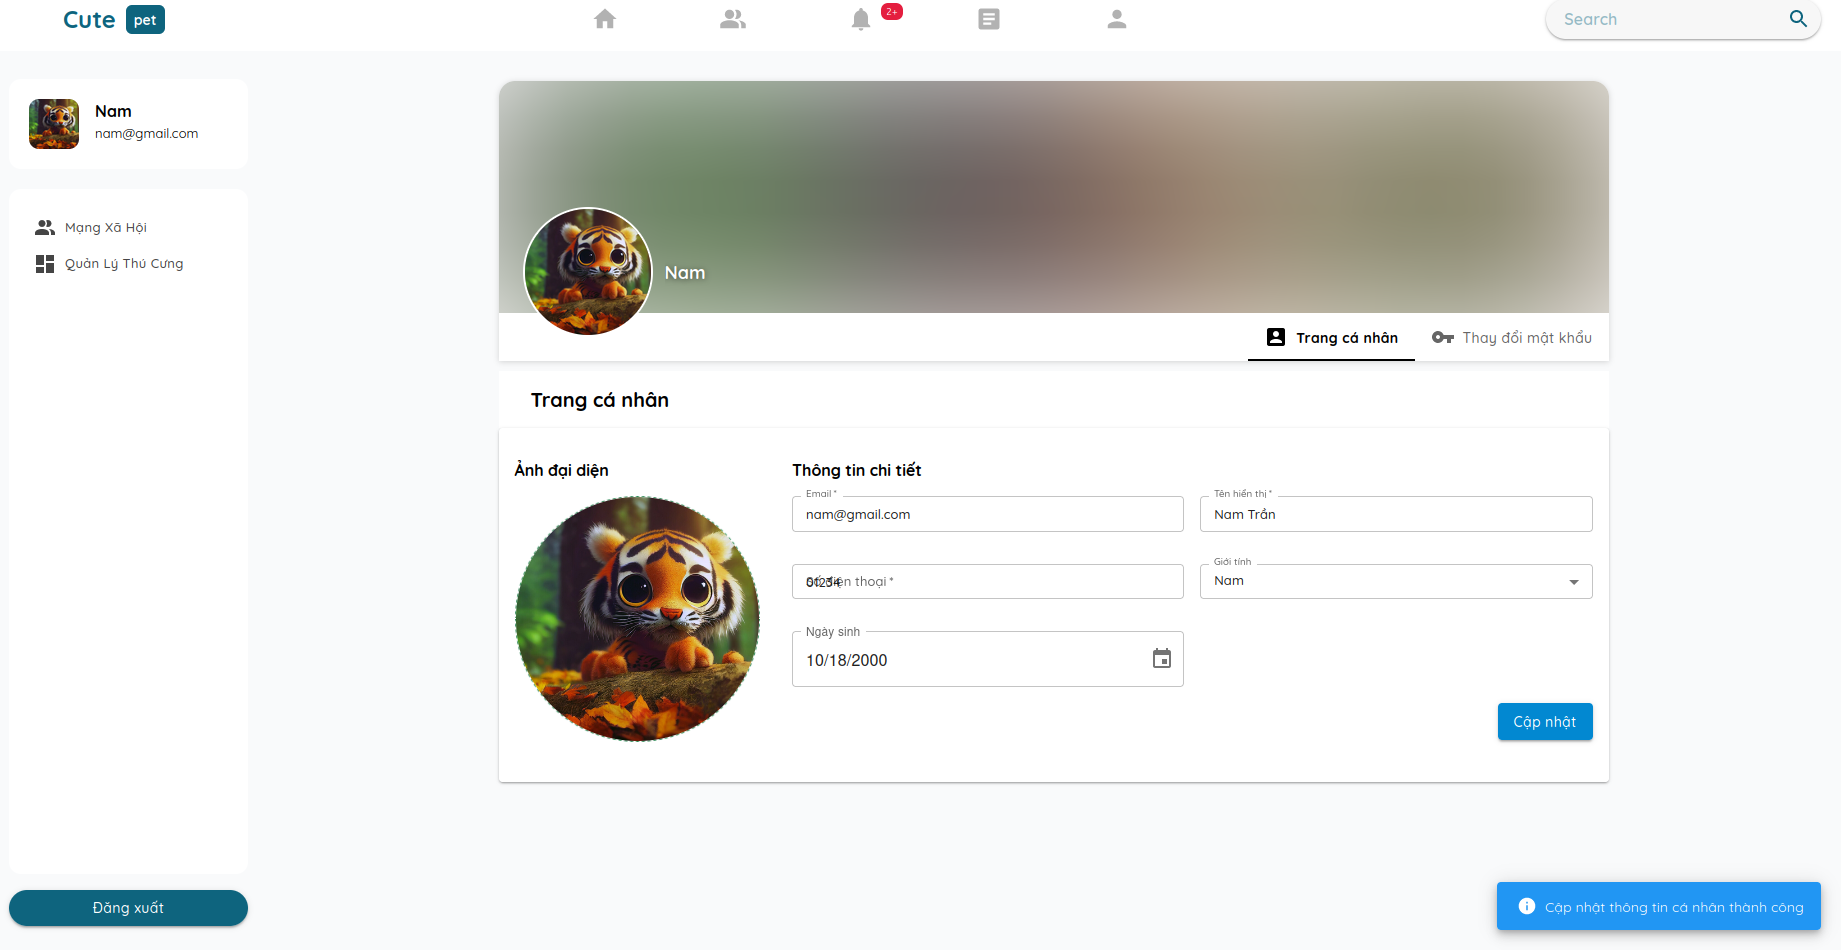 Cute pet
2+
Search
Nam
nam@gmail.com
Mạng Xã Hội
Quản Lý Thú Cưng
Đăng xuất
Nam
Trang cá nhân
Thay đổi mật khẩu
Trang cá nhân
Ảnh đại diện
Thông tin chi tiết
Email *
nam@gmail.com
Tên hiển thị *
Nam Trần
Số điện thoại *
01234
Giới tính
Nam
Ngày sinh
10/18/2000
Cập nhật
Cập nhật thông tin cá nhân thành công